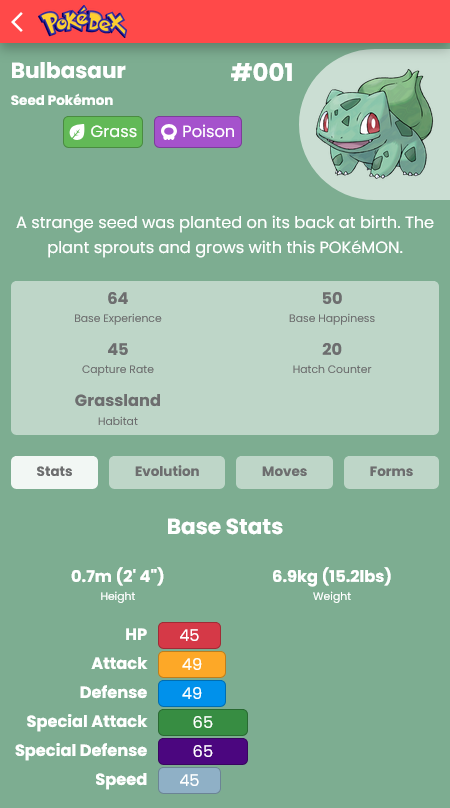 POKéDEX
Bulbasaur #001
Seed Pokémon
Grass Poison
A strange seed was planted on its back at birth. The
plant sprouts and grows with this POKéMON.
64 50
Base Experience Base Happiness
45 20
Capture Rate Hatch Counter
Grassland
Habitat
Stats Evolution Moves Forms
Base Stats
0.7m (2' 4") 6.9kg (15.2lbs)
Height Weight
HP 45
Attack 49
Defense 49
Special Attack 65
Special Defense 65
Speed 45